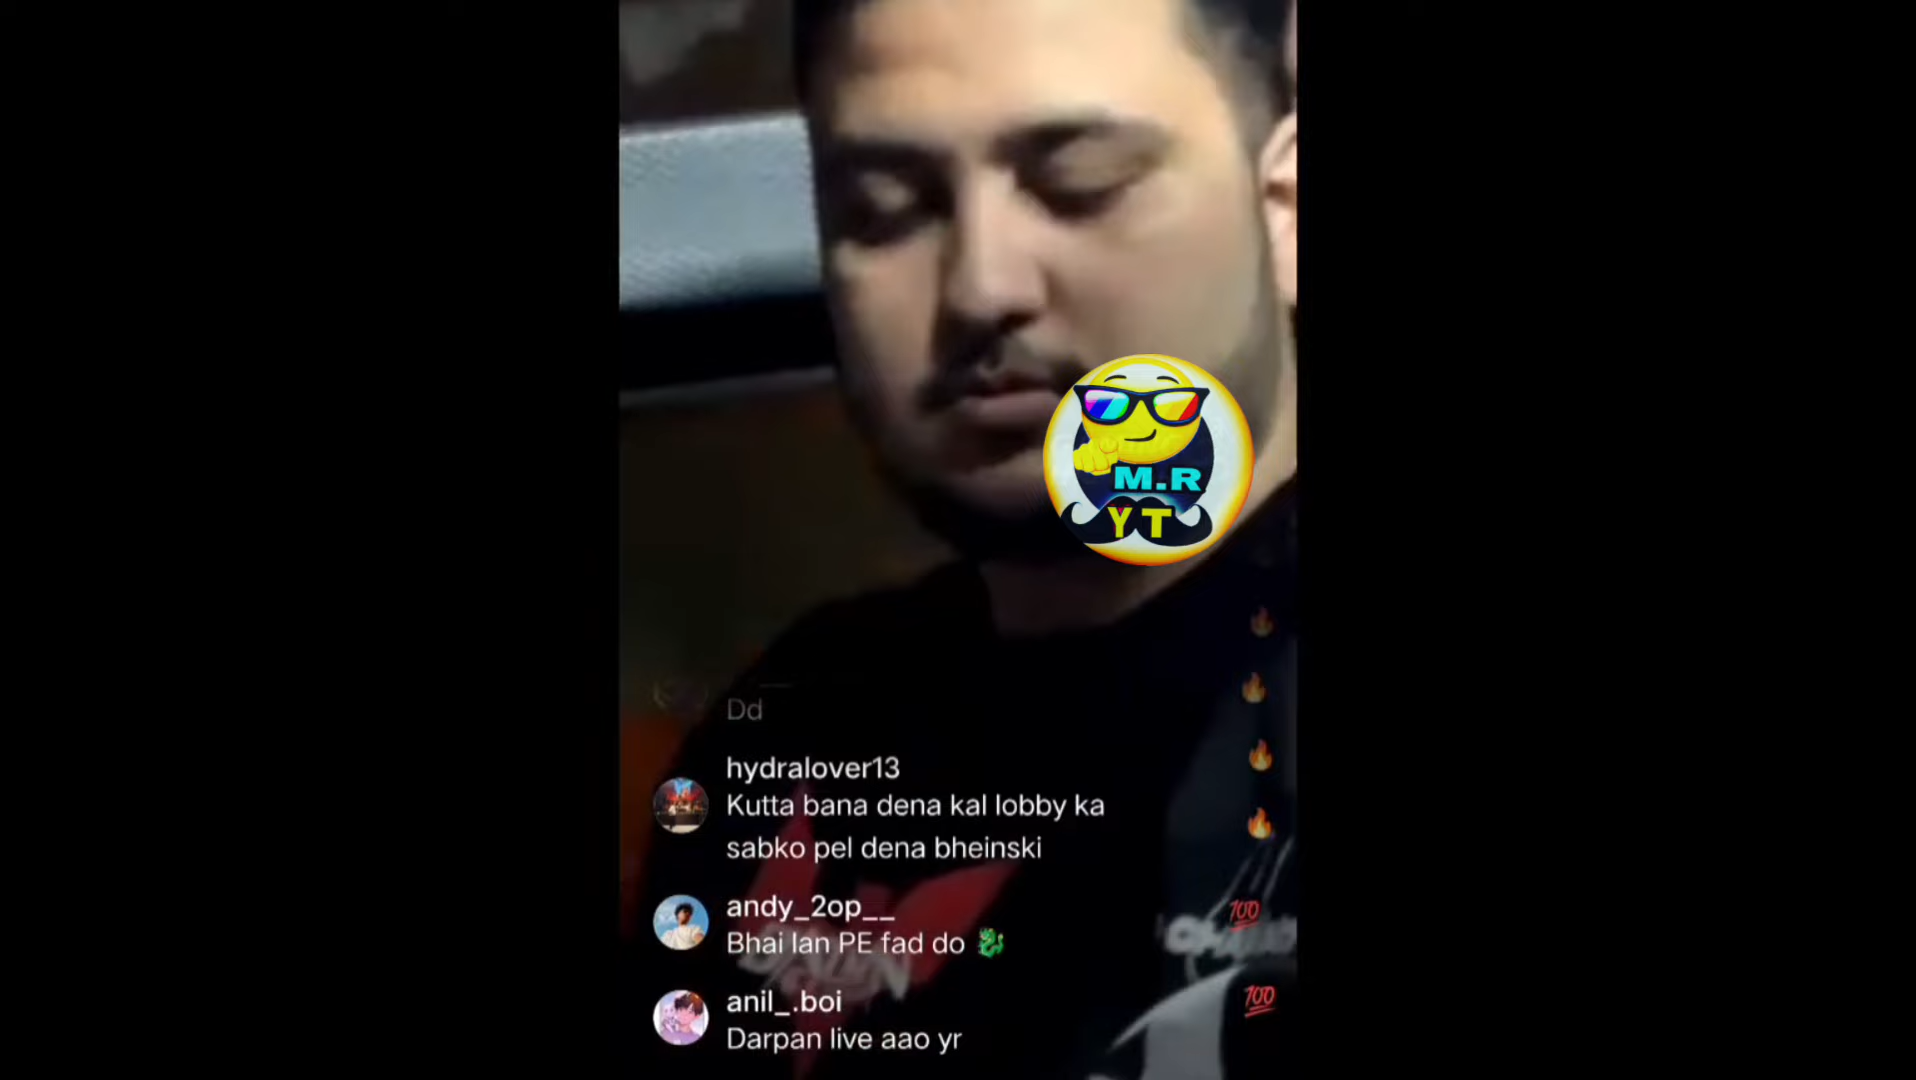 M.R
YT
Dd
hydralover13
Kutta bana dena kal lobby ka
sabko pel dena bheinski
andy_2op__
Bhai lan PE fad do 🐉
anil_.boi
Darpan live aao yr
💯
💯